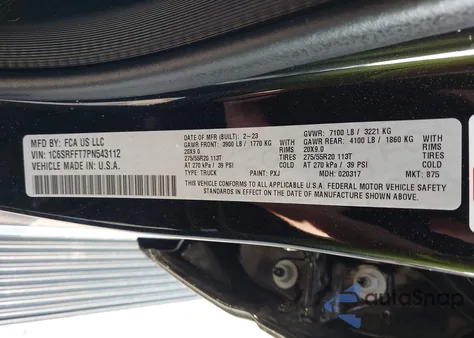 MFD BY: FCA US LLC
VIN: 1C6SRFFT7PN543112
VEHICLE MADE IN: U.S.A.
DATE OF MFR (BUILT): 2-23
GVWR: 7100 LB / 3221 KG
GAWR FRONT: 3900 LB / 1770 KG WITH TIRES
GAWR REAR: 4100 LB / 1860 KG WITH TIRES
20X9.0 RIMS
20X9.0 RIMS
275/55R20 113T
275/55R20 113T
AT 270 kPa / 39 PSI COLD
AT 270 kPa / 39 PSI COLD
THIS VEHICLE CONFORMS TO ALL APPLICABLE FEDERAL MOTOR VEHICLE SAFETY
STANDARDS IN EFFECT ON THE DATE OF MANUFACTURE SHOWN ABOVE.
TYPE: TRUCK PAINT: PXJ MDH: 020317 MKT: 875
autoSnap